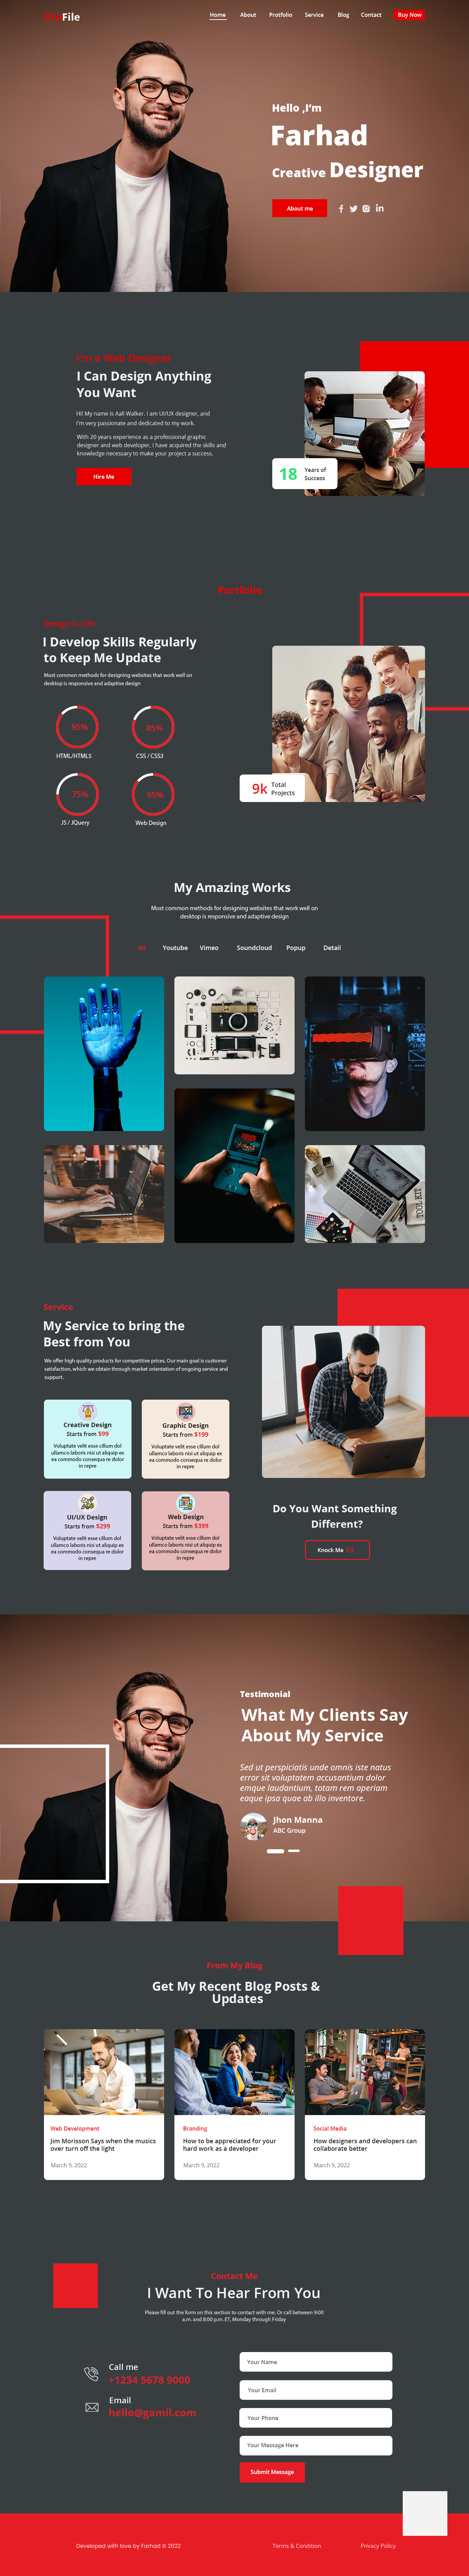 ProFile
Home About Protfolio Service Blog Contact Buy Now
Hello ,I'm
Farhad
Creative Designer
About me
I'm a Web Designer
I Can Design Anything
You Want
Hi! My name is Aali Walker. I am UI/UX designer, and
I'm very passionate and dedicated to my work.
With 20 years experience as a professional graphic
designer and web developer, I have acquired the skills and
knowledge necessary to make your project a success.
Hire Me
18 Years of
Success
Portfolio
Design is Life
I Develop Skills Regularly
to Keep Me Update
Most common methods for designing websites that work well on
desktop is responsive and adaptive design
95%
85%
HTML/HTML5
CSS / CSS3
75%
95%
JS / JQuery
Web Design
9k Total
Projects
My Amazing Works
Most common methods for designing websites that work well on
desktop is responsive and adaptive design
All Youtube Vimeo Soundcloud Popup Detail
TOOL KIT
Service
My Service to bring the
Best from You
We offer high quality products for competitive prices. Our main goal is customer
satisfaction, which we obtain through market orientation of ongoing service and
support.
Creative Design
Starts from $99
Voluptate velit esse cillum dol
ullamco laboris nisi ut aliquip ex
ea commodo consequa re dolor
in repre
Graphic Design
Starts from $199
Voluptate velit esse cillum dol
ullamco laboris nisi ut aliquip ex
ea commodo consequa re dolor
in repre
UI/UX Design
Starts from $299
Voluptate velit esse cillum dol
ullamco laboris nisi ut aliquip ex
ea commodo consequa re dolor
in repre
Web Design
Starts from $399
Voluptate velit esse cillum dol
ullamco laboris nisi ut aliquip ex
ea commodo consequa re dolor
in repre
Do You Want Something
Different?
Knock Me
Testimonial
What My Clients Say
About My Service
Sed ut perspiciatis unde omnis iste natus
error sit voluptatem accusantium dolor
emque laudantium, totam rem aperiam
eaque ipsa quae ab illo inventore.
Jhon Manna
ABC Group
From My Blog
Get My Recent Blog Posts &
Updates
Web Development
Jim Morisson Says when the musics
over turn off the light
March 9, 2022
Branding
How to be appreciated for your
hard work as a developer
March 9, 2022
Social Media
How designers and developers can
collaborate better
March 9, 2022
Contact Me
I Want To Hear From You
Please fill out the form on this section to contact with me. Or call between 9:00
a.m. and 8:00 p.m. ET, Monday through Friday
Call me
+1234 5678 9000
Email
hello@gamil.com
Your Name
Your Email
Your Phone
Your Message Here
Submit Message
Developed with love by Farhad © 2022
Terms & Condition
Privacy Policy